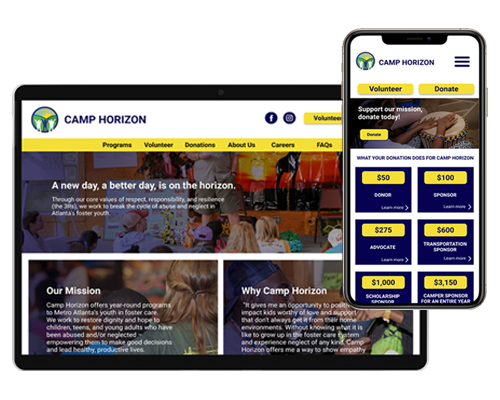 CAMP HORIZON
Volunteer
Programs Volunteer Donations About Us Careers FAQs
A new day, a better day, is on the horizon.
Through our core values of respect, responsibility, and resilience
(the 3Rs), we work to break the cycle of abuse and neglect in
Atlanta's foster youth.
Our Mission
Camp Horizon offers year-round programs
to Metro Atlanta's youth in foster care.
We work to restore dignity and hope to
children, teens, and young adults who have
been abused and/or neglected –
empowering them to make good decisions
and lead healthy, productive lives.
Why Camp Horizon
"It gives me an opportunity to positiv
impact kids worthy of love and support
that don't always get it from their home
environments. Without knowing what it is
like to grow up in the foster care system
and experience neglect of any kind. Camp
Horizon offers me a way to show empathy
CAMP HORIZON
Volunteer Donate
Support our mission,
donate today!
Donate
WHAT YOUR DONATION DOES FOR CAMP HORIZON
$50 $100
DONOR SPONSOR
Learn more Learn more
$275 $600
ADVOCATE TRANSPORTATION
SPONSOR
Learn more Learn more
$1,000 $3,150
SCHOLARSHIP CAMPER SPONSOR
SPONSOR FOR AN ENTIRE YEAR